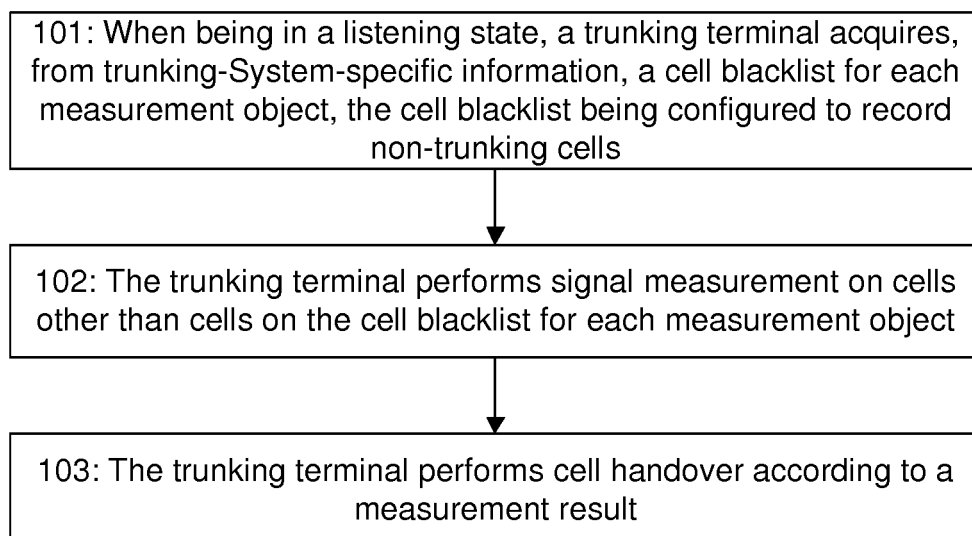 101: When being in a listening state, a trunking terminal acquires,
from trunking-System-specific information, a cell blacklist for each
measurement object, the cell blacklist being configured to record
non-trunking cells
102: The trunking terminal performs signal measurement on cells
other than cells on the cell blacklist for each measurement object
103: The trunking terminal performs cell handover according to a
measurement result